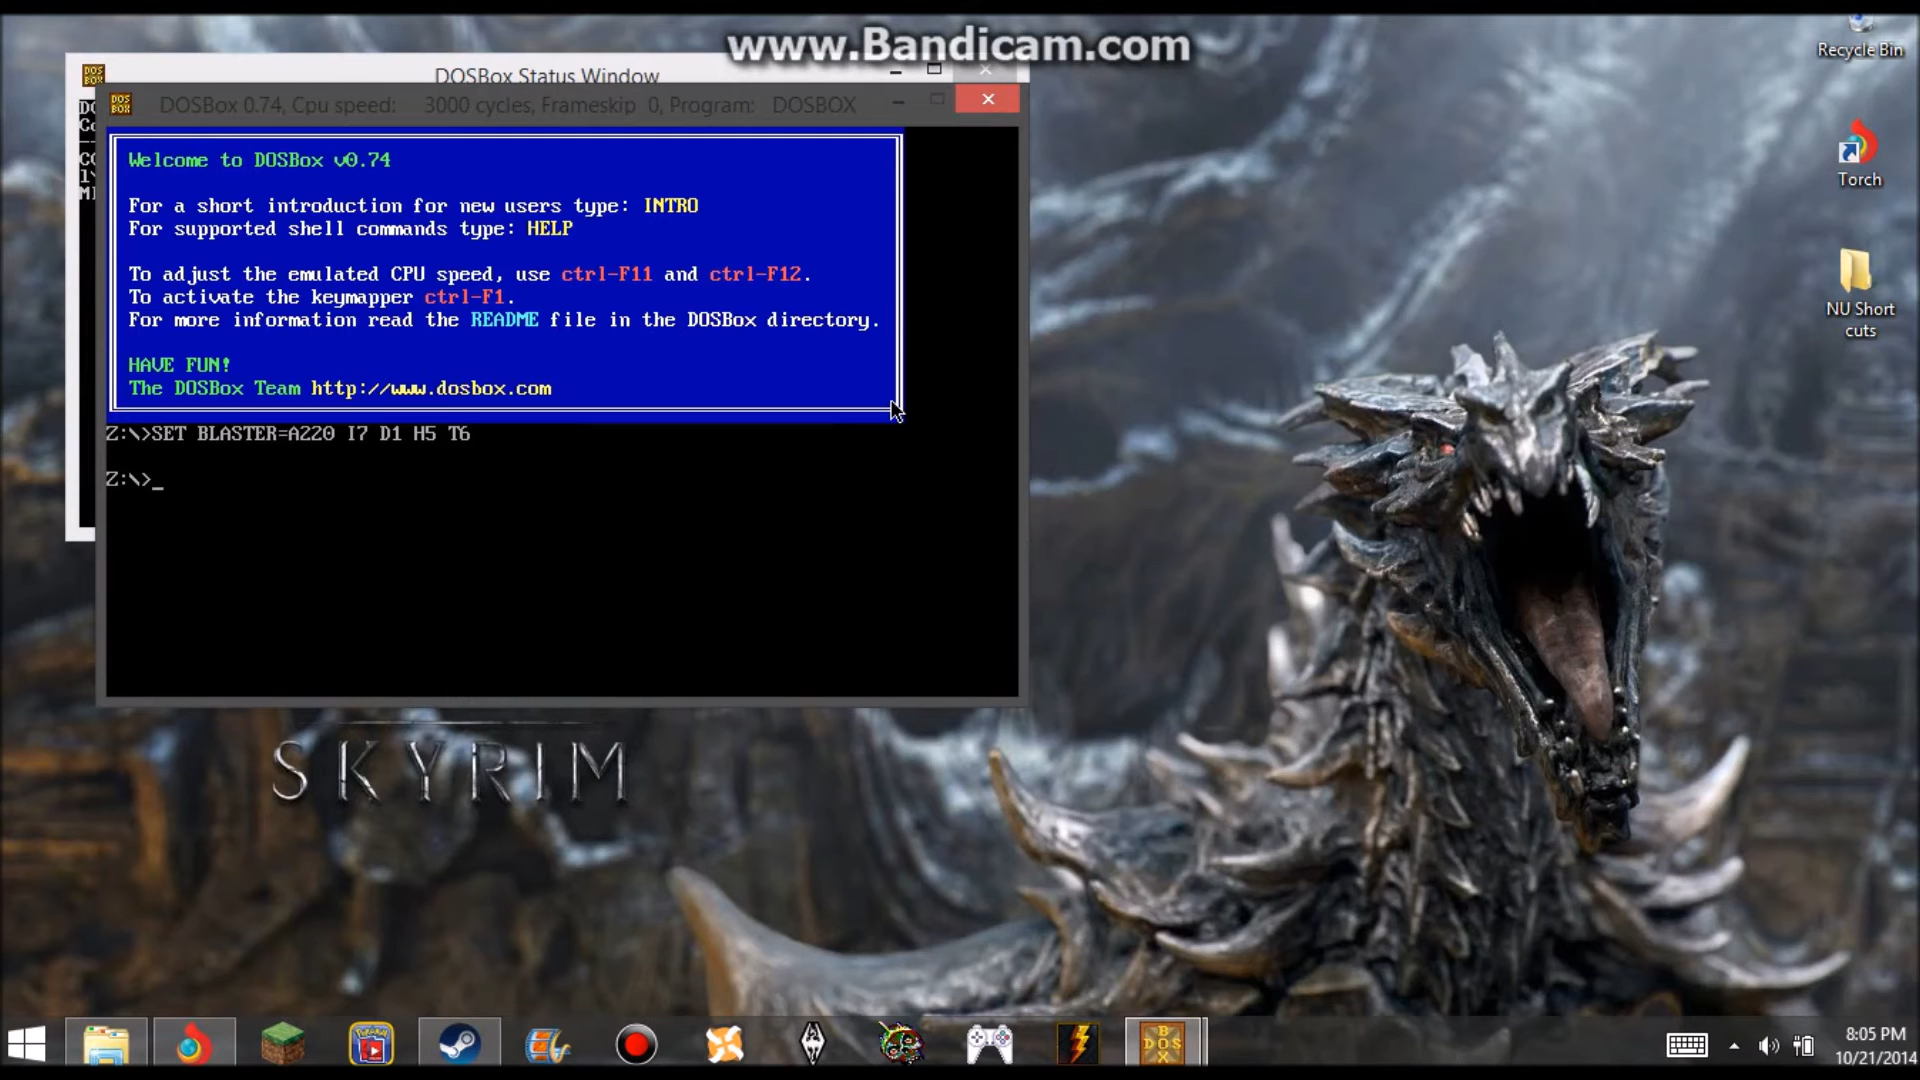 www.Bandicam.com
Recycle Bin
DOSBox Status Window
DOSBox 0.74, Cpu speed: 3000 cycles, Frameskip 0, Program: DOSBOX
Welcome to DOSBox v0.74
For a short introduction for new users type: INTRO
For supported shell commands type: HELP
To adjust the emulated CPU speed, use ctrl-F11 and ctrl-F12.
To activate the keymapper ctrl-F1.
For more information read the README file in the DOSBox directory.
HAVE FUN!
The DOSBox Team http://www.dosbox.com
Z:\>SET BLASTER=A220 I7 D1 H5 T6
Z:\>_
Torch
NU Short
cuts
SKYRIM
8:05 PM
10/21/2014